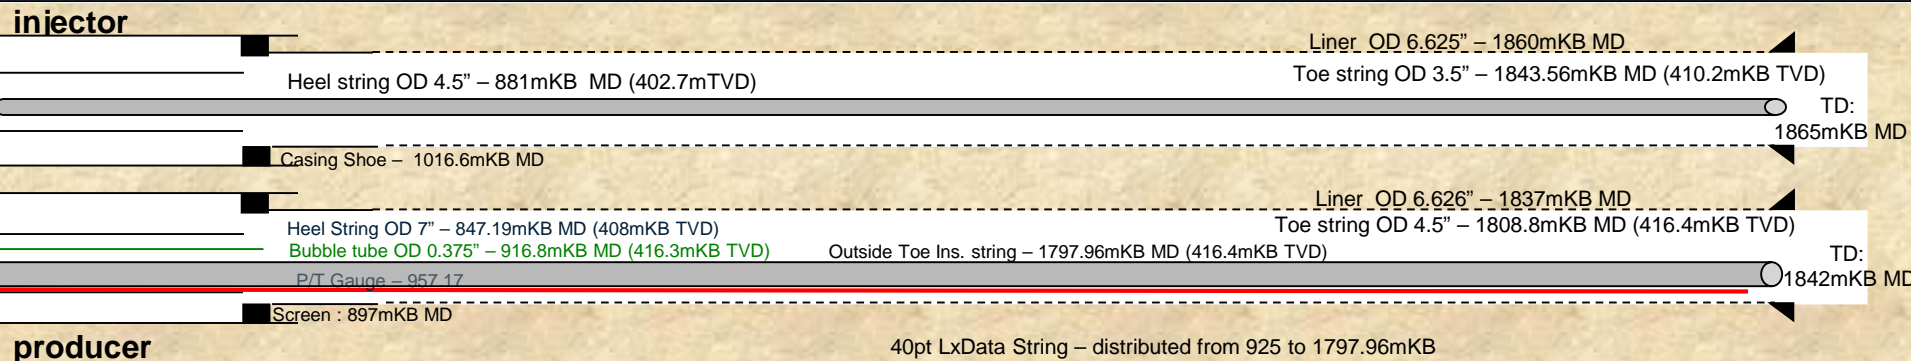 injector
Liner OD 6.625” – 1860mKB MD
Heel string OD 4.5” – 881mKB MD (402.7mTVD)
Toe string OD 3.5” – 1843.56mKB MD (410.2mKB TVD)
TD:
1865mKB MD
Casing Shoe – 1016.6mKB MD
Liner OD 6.626” – 1837mKB MD
Heel String OD 7” – 847.19mKB MD (408mKB TVD)
Toe string OD 4.5” – 1808.8mKB MD (416.4mKB TVD)
Bubble tube OD 0.375” – 916.8mKB MD (416.3mKB TVD)
Outside Toe Ins. string – 1797.96mKB MD (416.4mKB TVD)
TD:
1842mKB MD
P/T Gauge – 957.17
Screen : 897mKB MD
producer
40pt LxData String – distributed from 925 to 1797.96mKB